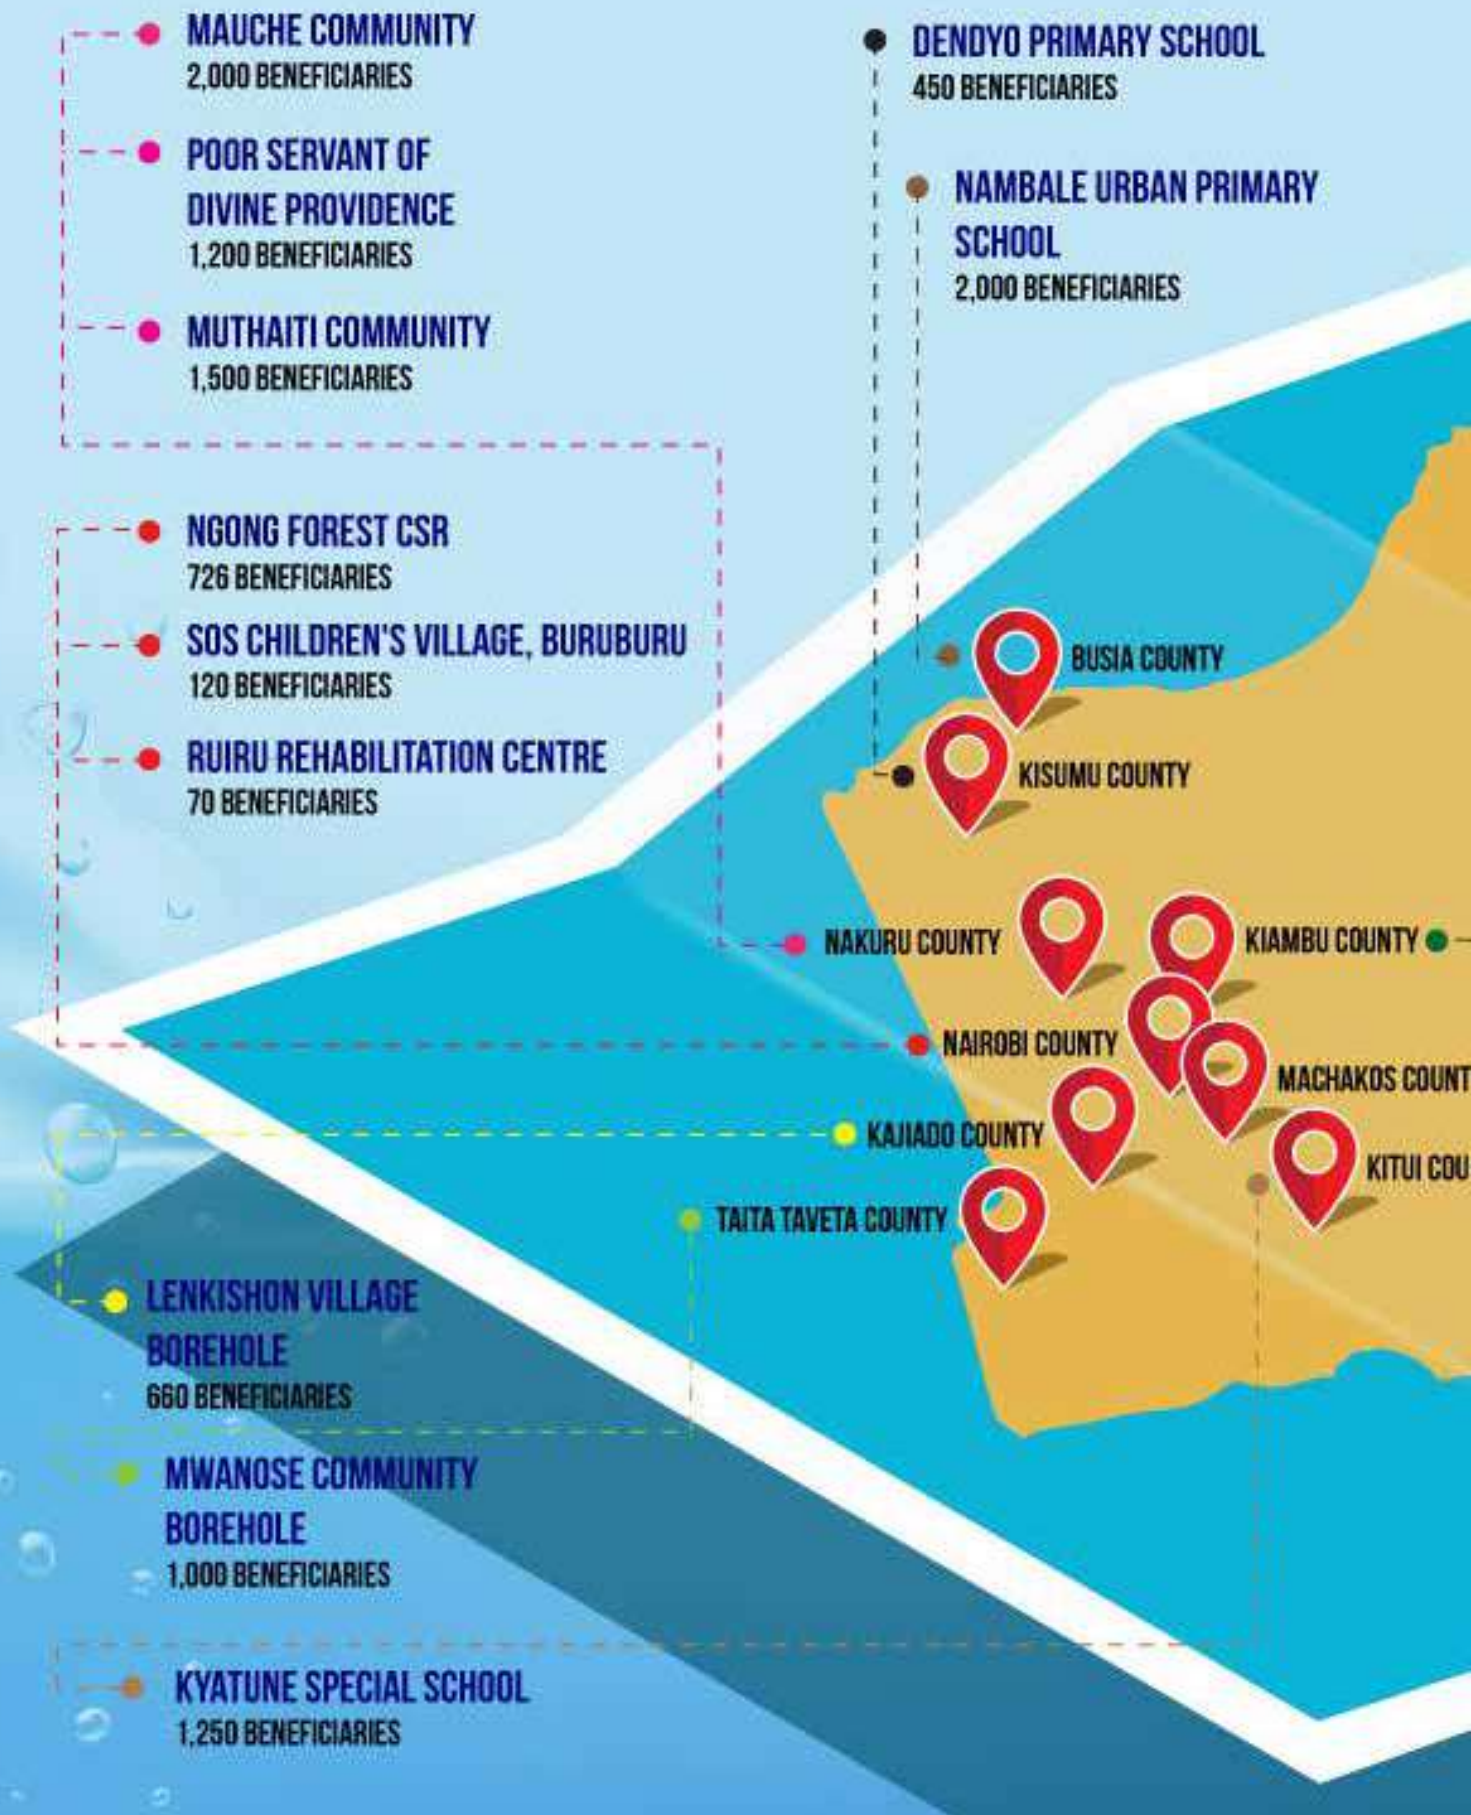 MAUCHE COMMUNITY
2,000 BENEFICIARIES
POOR SERVANT OF
DIVINE PROVIDENCE
1,200 BENEFICIARIES
MUTHAITI COMMUNITY
1,500 BENEFICIARIES
NGONG FOREST CSR
726 BENEFICIARIES
SOS CHILDREN'S VILLAGE, BURUBURU
120 BENEFICIARIES
RUIRU REHABILITATION CENTRE
70 BENEFICIARIES
DENDYO PRIMARY SCHOOL
450 BENEFICIARIES
NAMBALE URBAN PRIMARY
SCHOOL
2,000 BENEFICIARIES
BUSIA COUNTY
KISUMU COUNTY
NAKURU COUNTY
KIAMBU COUNTY
NAIROBI COUNTY
MACHAKOS COUNT
KAJIADO COUNTY
KITUI COU
TAITA TAVETA COUNTY
LENKISHON VILLAGE
BOREHOLE
660 BENEFICIARIES
MWANOSE COMMUNITY
BOREHOLE
1,000 BENEFICIARIES
KYATUNE SPECIAL SCHOOL
1,250 BENEFICIARIES